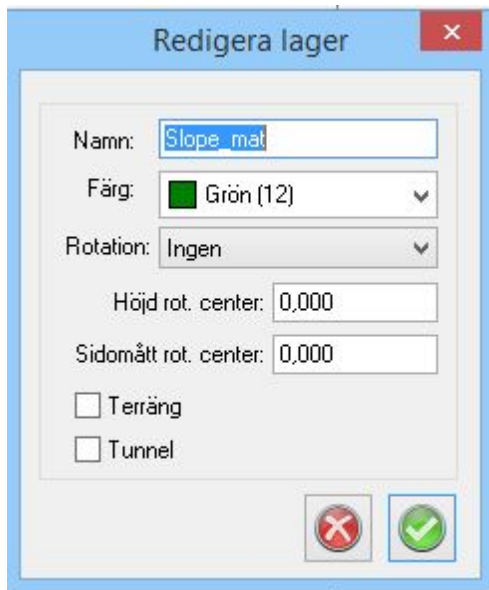 Redigera lager
Namn: Slope_mat
Färg: Grön (12)
Rotation: Ingen
Höjd rot. center: 0,000
Sidomått rot. center: 0,000
Terräng
Tunnel